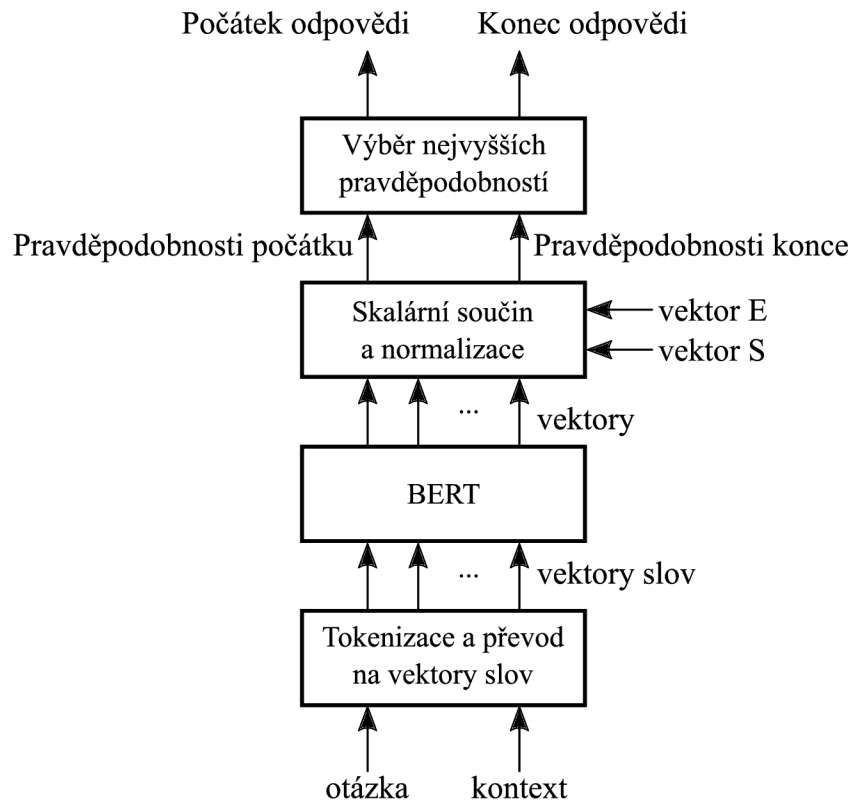 Počátek odpovědi
Konec odpovědi
Výběr nejvyšších
pravděpodobností
Pravděpodobnosti počátku
Pravděpodobnosti konce
Skalární součin
a normalizace
vektor E
vektor S
...
vektory
BERT
...
vektory slov
Tokenizace a převod
na vektory slov
otázka
kontext